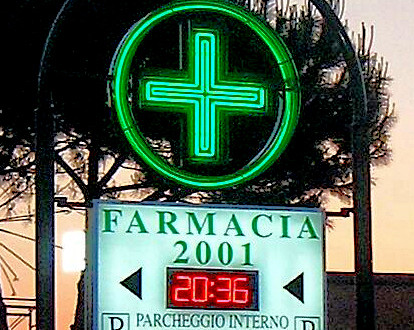 FARMACIA
2001
20:36
P PARCHEGGIO INTERNO P